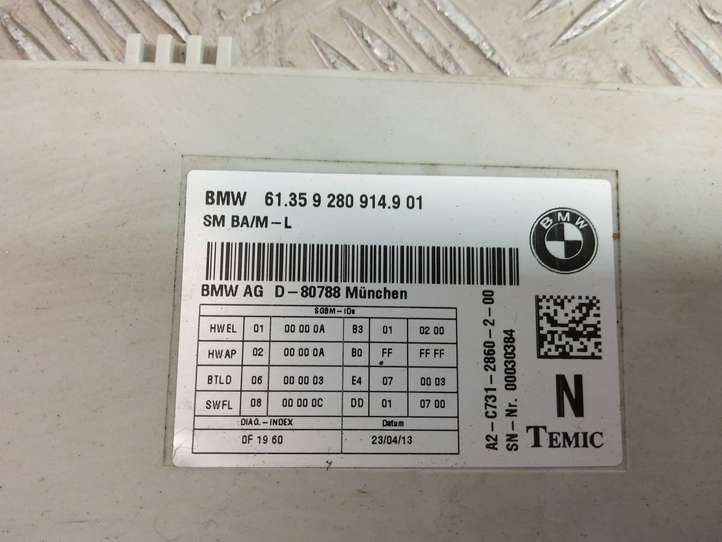 BMW 61.35 9 280 914.9 01
SM BA/M-L
BMW
BMW AG D-80788 München
SGBM-IDs
HWEL 01 00 00 0A B3 01 02 00
HWAP 02 00 00 0A B0 FF FF FF
BTLD 06 00 00 03 E4 07 00 03
SWFL 08 00 00 0C DD 01 07 00
DIAG.-INDEX Datum
0F 19 60 23/04/13
A2-C731-2860-2-00
SN-Nr. 00030384
N
TEMIC